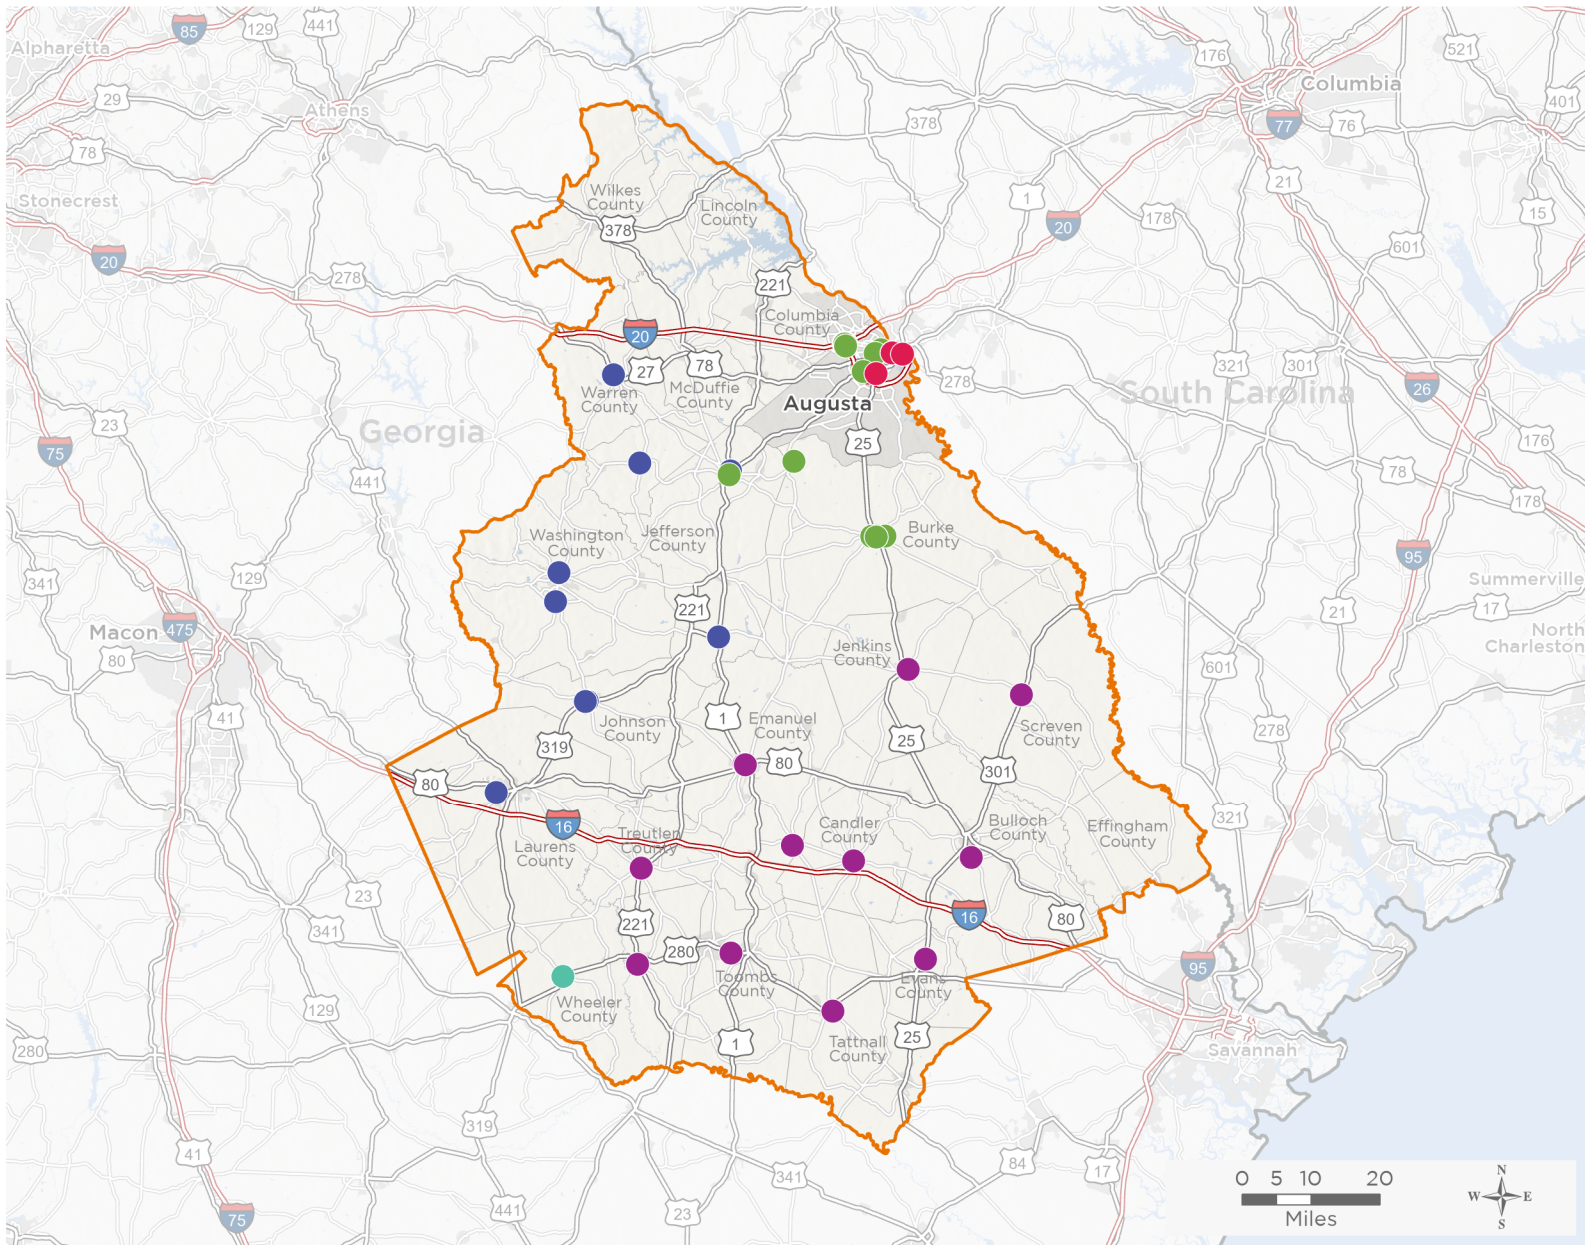 85
129
441
Alpharetta
176
521
Columbia
29
Athens
401
378
77
76
78
21
Wilkes
County
Lincoln
County
1
Stonecrest
178
15
378
20
601
20
278
221
Columbia
County
20
27
78
McDuffie
County
Warren
County
278
321
301
South Carolina
26
Augusta
23
Georgia
25
176
75
441
78
178
Washington
County
Jefferson
County
Burke
County
95
341
129
Summerville
221
21
17
Macon
475
North
Charleston
80
Jenkins
County
601
41
1
Emanuel
County
Johnson
County
Screven
County
278
319
25
80
80
301
321
16
Treutlen
County
Candler
County
Bulloch
County
Effingham
County
Laurens
County
23
341
221
16
80
280
95
Toombs
County
Evans
County
Wheeler
County
129
1
25
Tattnall
County
280
Savannah
319
41
84
17
341
0 5 10 20
Miles
N
W E
S
441
23
75